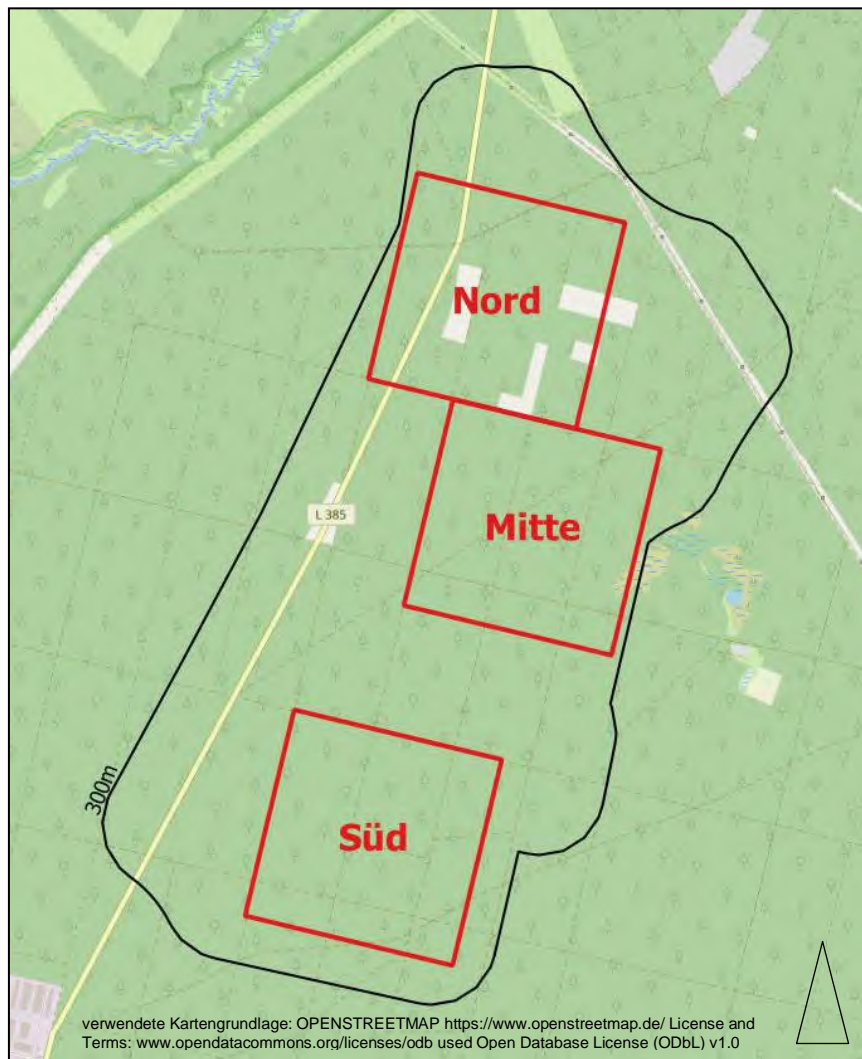 Nord
L 385
Mitte
300m
Süd
verwendete Kartengrundlage: OPENSTREETMAP https://www.openstreetmap.de/ License and
Terms: www.opendatacommons.org/licenses/odb used Open Database License (ODbL) v1.0